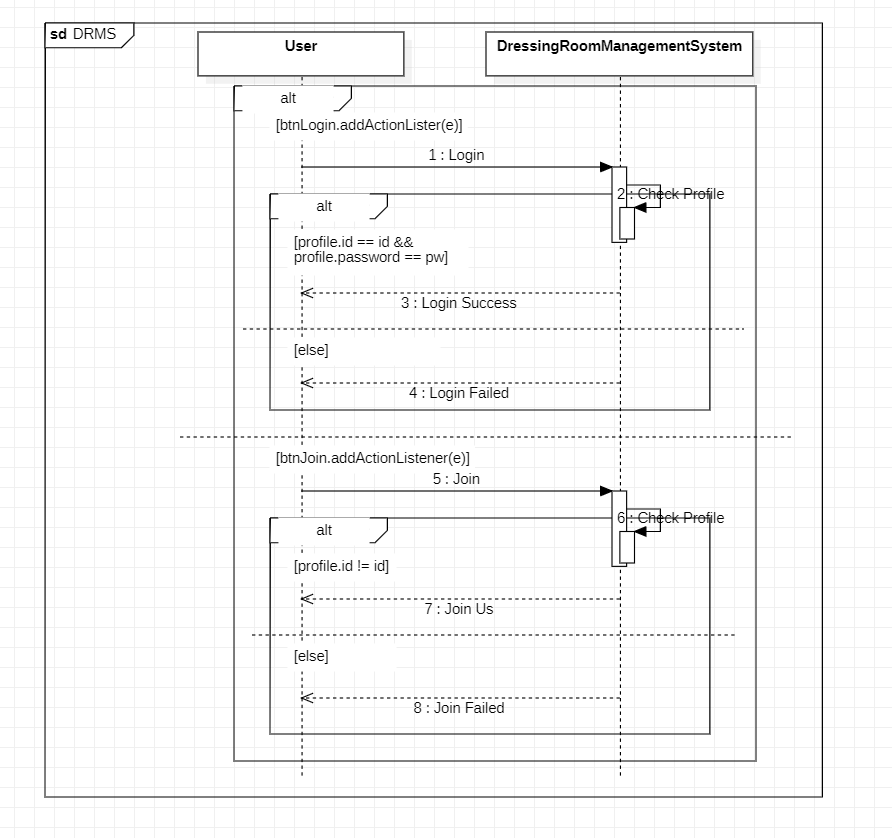 sd DRMS
User
DressingRoomManagementSystem
alt
[btnLogin.addActionLister(e)]
1 : Login
2 : Check Profile
alt
[profile.id == id &&
profile.password == pw]
3 : Login Success
[else]
4 : Login Failed
[btnJoin.addActionListener(e)]
5 : Join
6 : Check Profile
alt
[profile.id != id]
7 : Join Us
[else]
8 : Join Failed